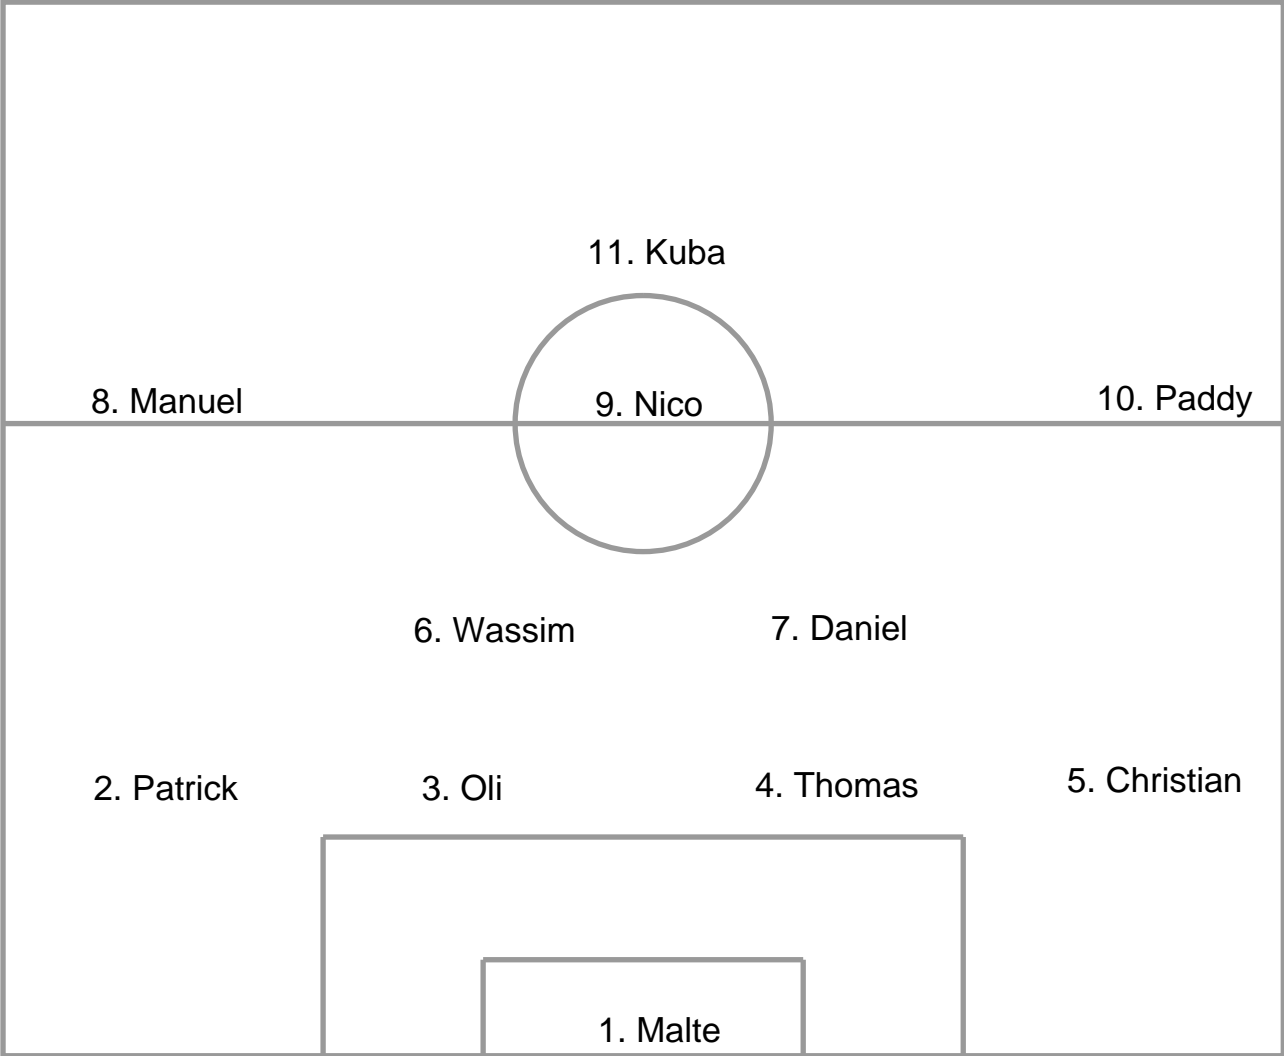 11. Kuba
8. Manuel
9. Nico
10. Paddy
6. Wassim
7. Daniel
2. Patrick
3. Oli
4. Thomas
5. Christian
1. Malte